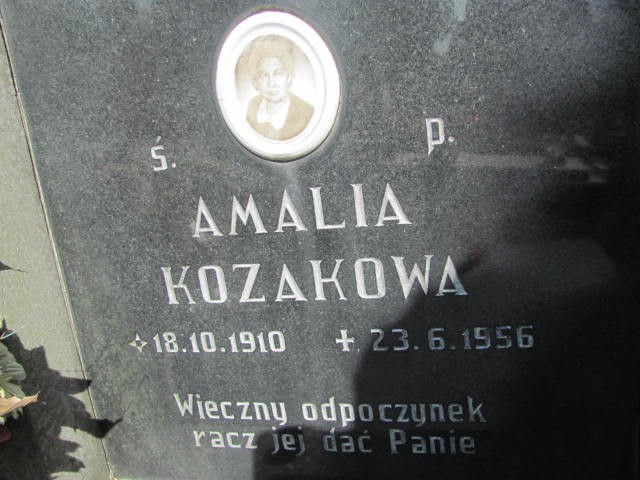 ś. p.
AMALIA
KOZAKOWA
18.10.1910 23.6.1956
Wieczny odpoczynek
racz jej dać Panie